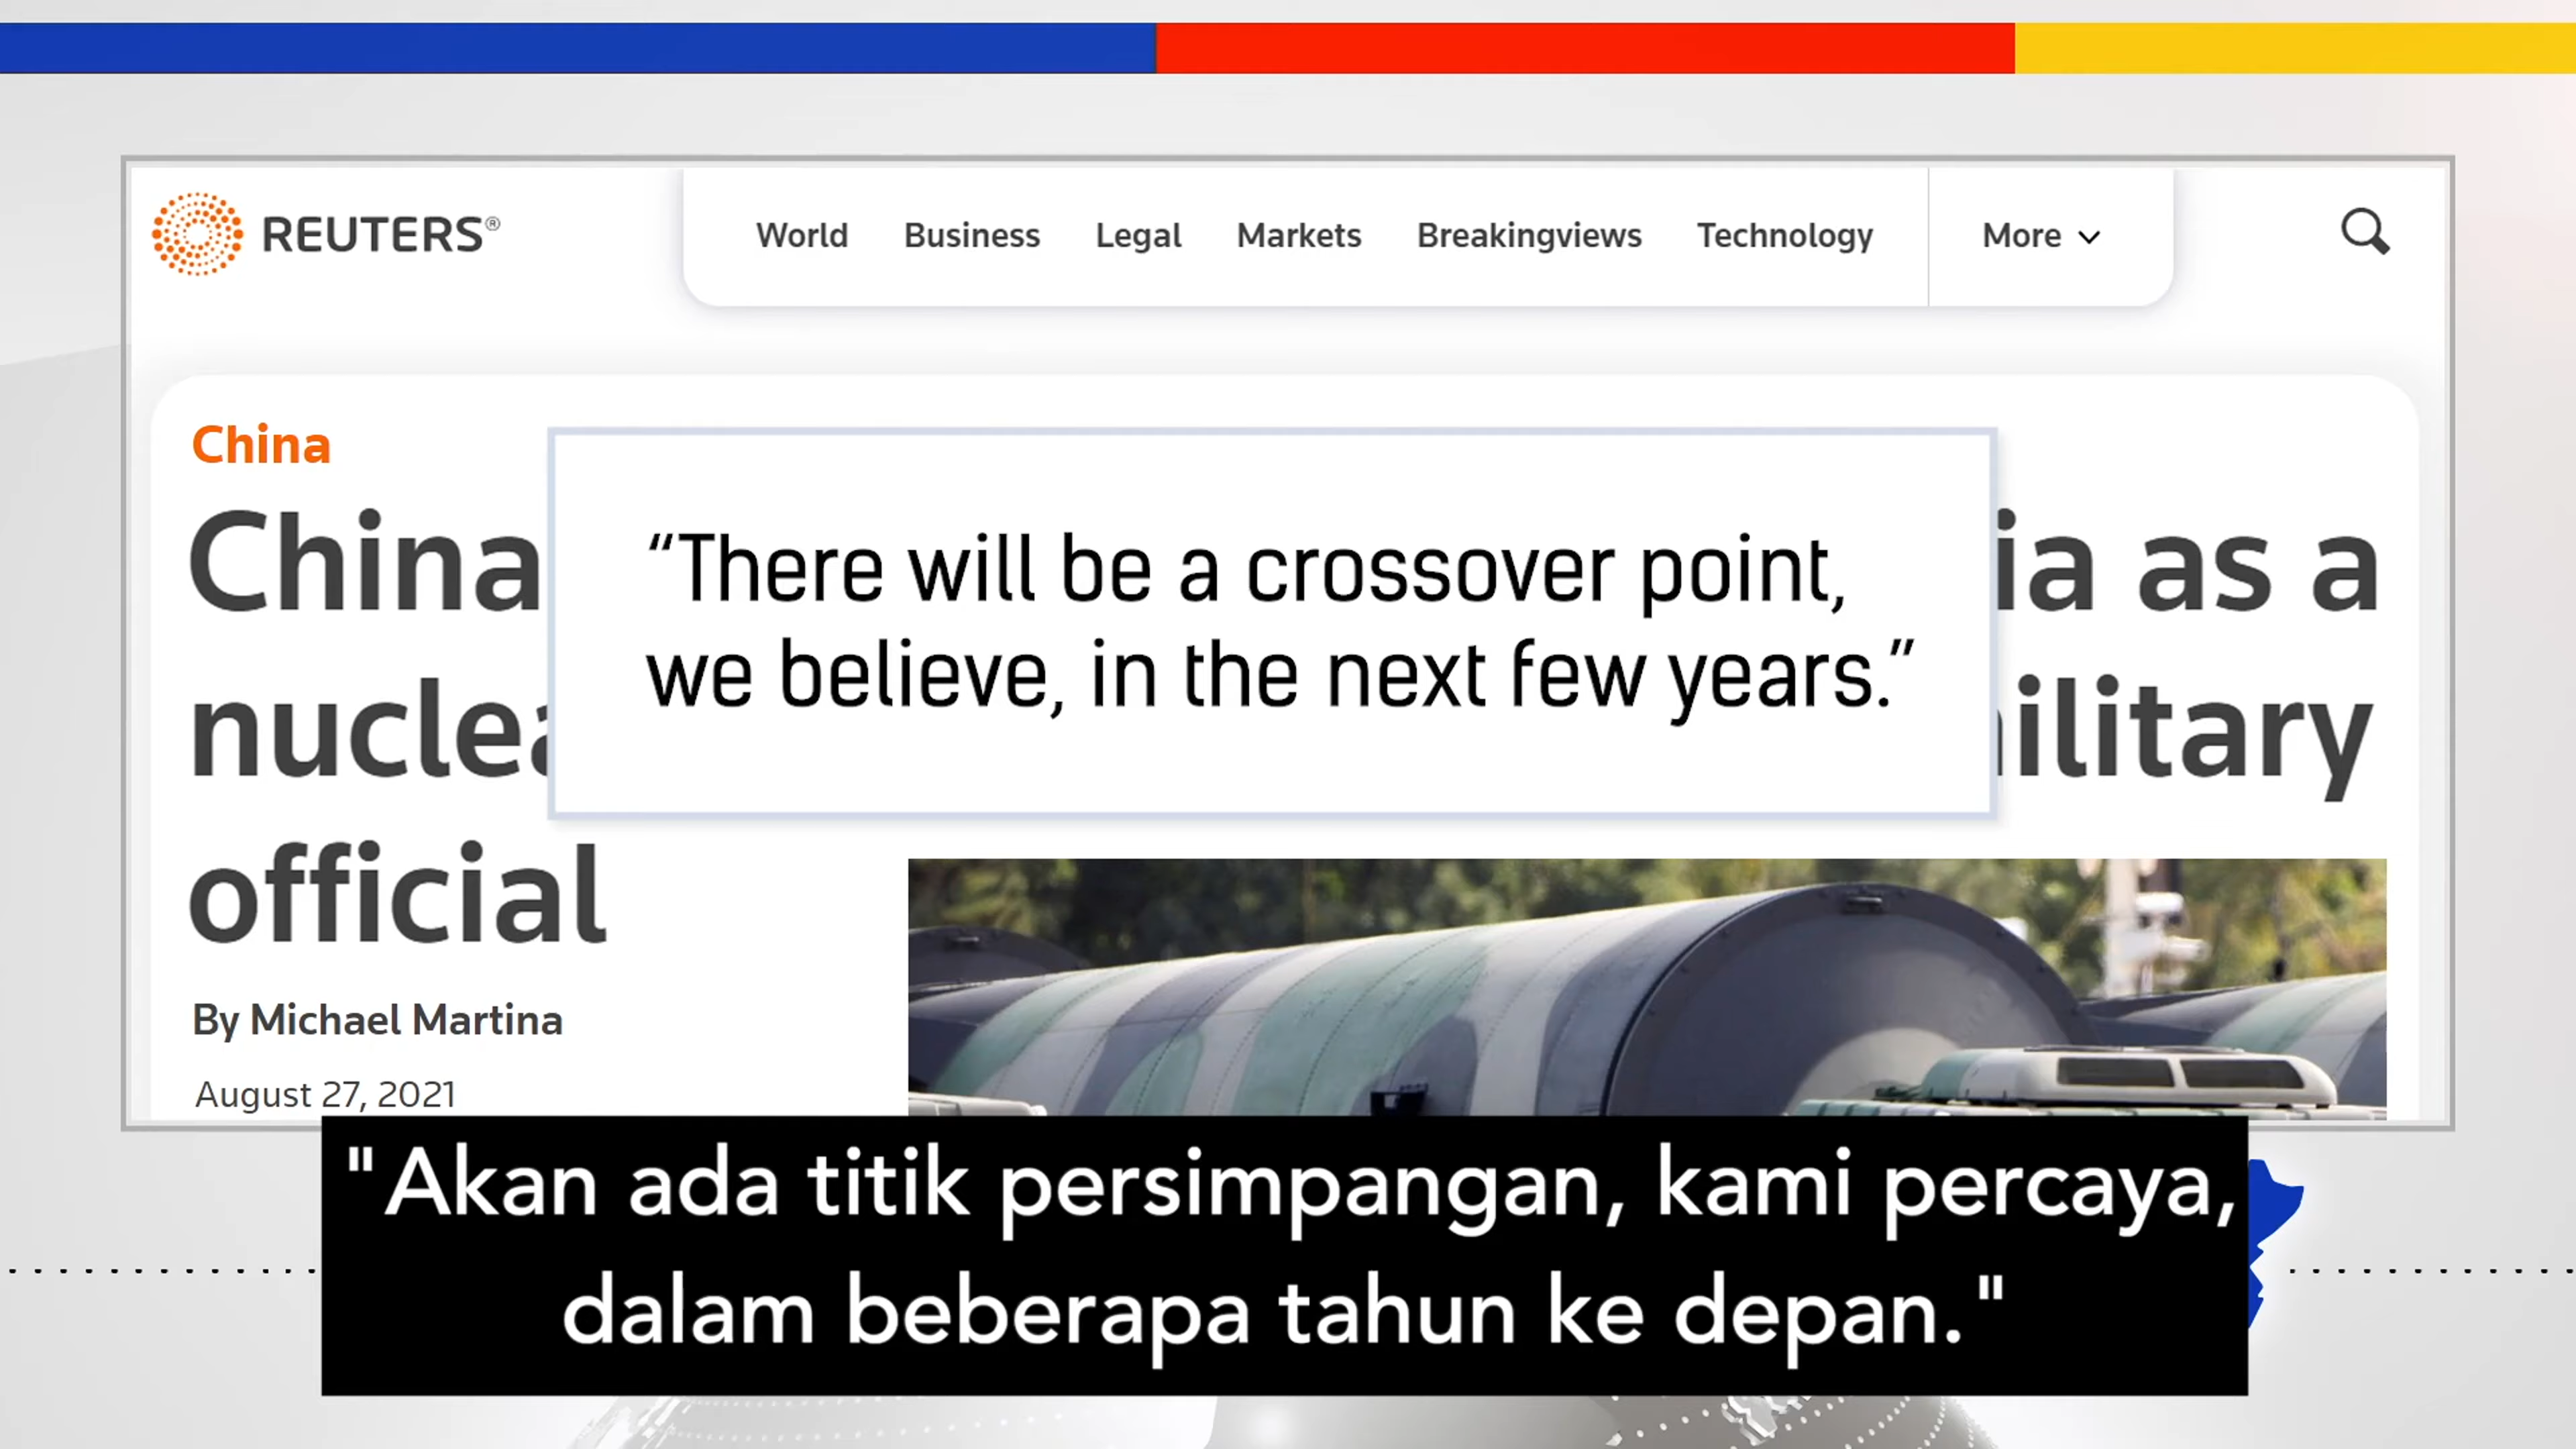 REUTERS®
World Business Legal Markets Breakingviews Technology More
China
China ia as a
“There will be a crossover point,
we believe, in the next few years.”
nuclea ilitary
official
By Michael Martina
August 27, 2021
"Akan ada titik persimpangan, kami percaya,
dalam beberapa tahun ke depan."